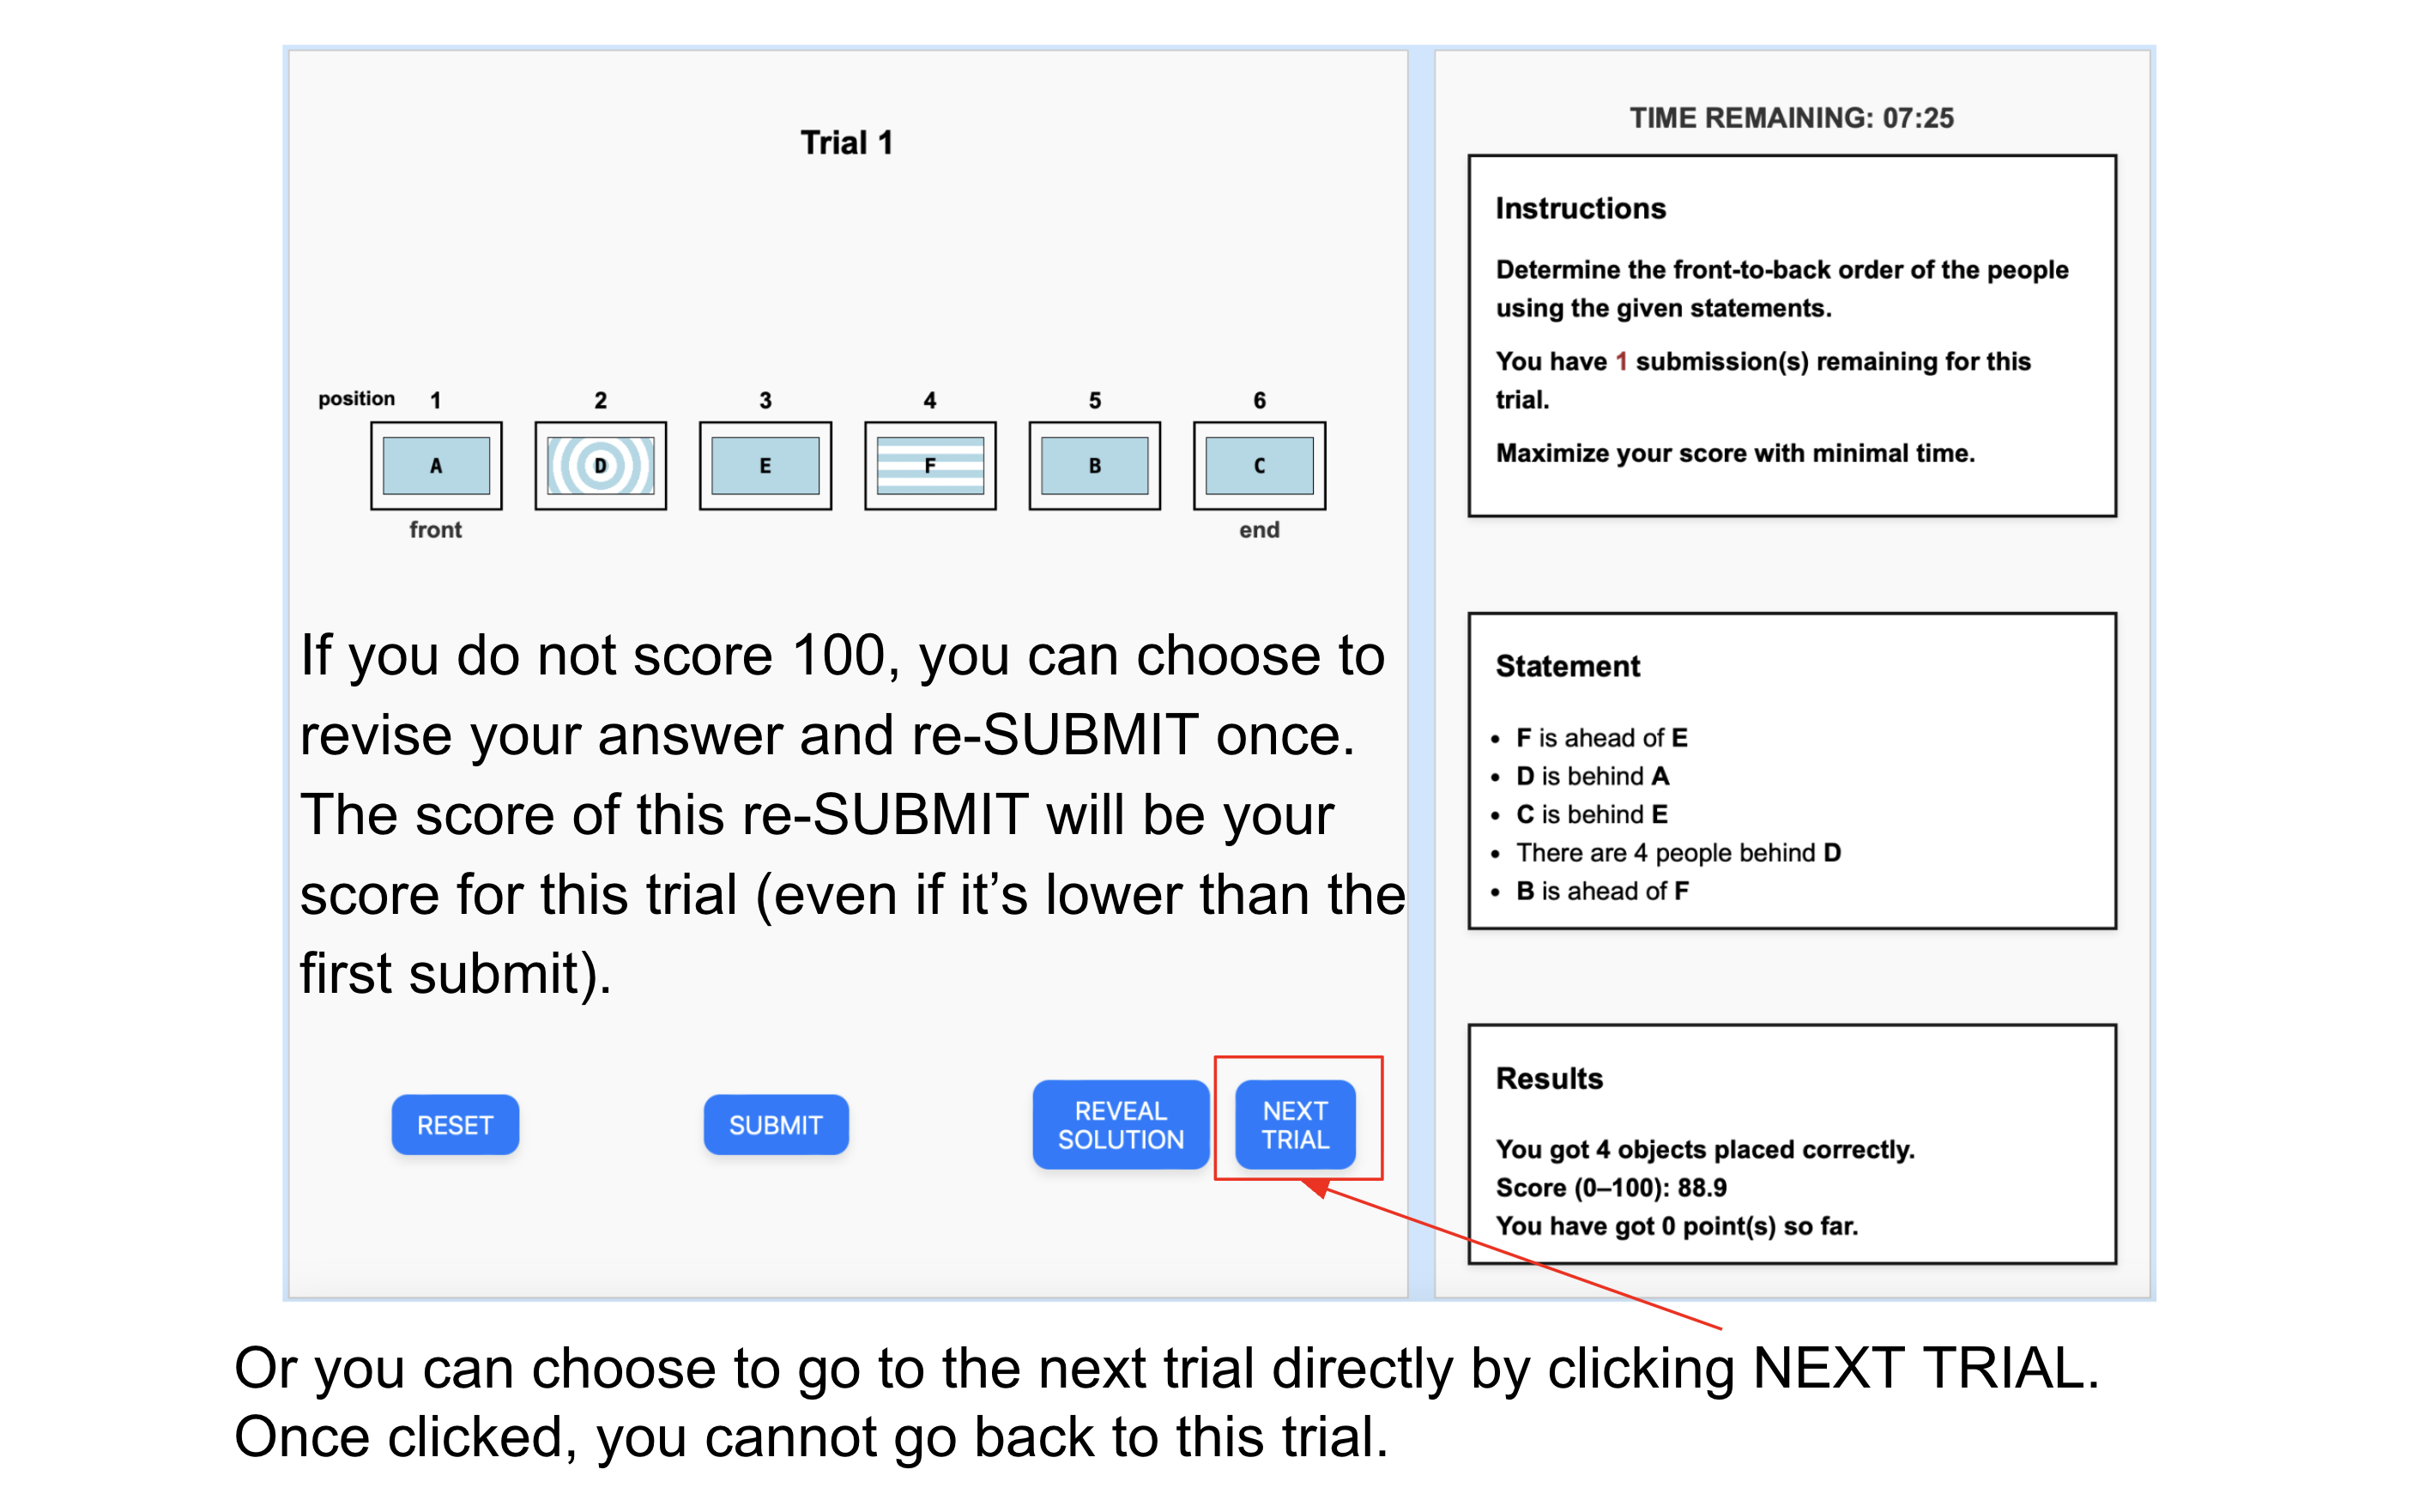 Trial 1
position 1 2 3 4 5 6
A D E F B C
front end
If you do not score 100, you can choose to
revise your answer and re-SUBMIT once.
The score of this re-SUBMIT will be your
score for this trial (even if it’s lower than the
first submit).
RESET
SUBMIT
REVEAL
SOLUTION
NEXT
TRIAL
TIME REMAINING: 07:25
Instructions
Determine the front-to-back order of the people
using the given statements.
You have 1 submission(s) remaining for this
trial.
Maximize your score with minimal time.
Statement
• F is ahead of E
• D is behind A
• C is behind E
• There are 4 people behind D
• B is ahead of F
Results
You got 4 objects placed correctly.
Score (0–100): 88.9
You have got 0 point(s) so far.
Or you can choose to go to the next trial directly by clicking NEXT TRIAL.
Once clicked, you cannot go back to this trial.